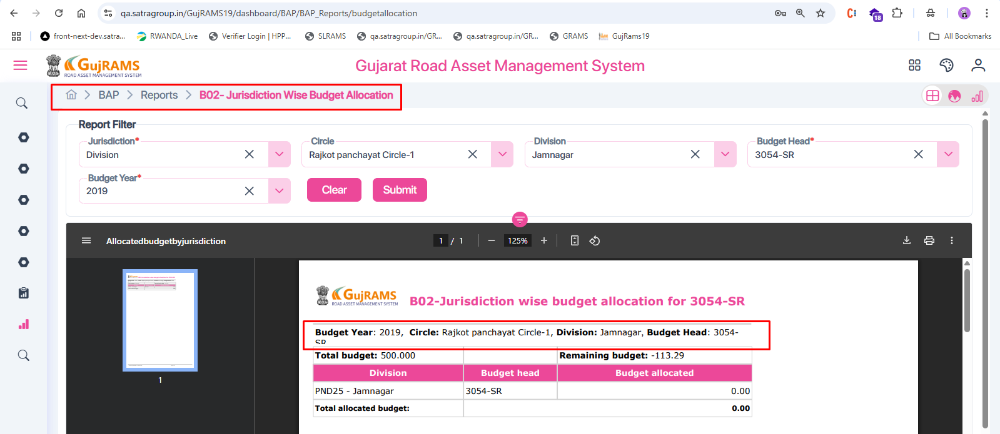 qa.satragroup.in/GujRAMS19/dashboard/BAP/BAP_Reports/budgetallocation
18
front-next-dev.satra...
RWANDA_Live
Verifier Login | HPP...
SLRAMS
qa.satragroup.in/GR...
qa.satragroup.in/GR...
GRAMS
GujRams19
All Bookmarks
GUJRAMS
ROAD ASSET MANAGEMENT SYSTEM
Gujarat Road Asset Management System
BAP > Reports > B02- Jurisdiction Wise Budget Allocation
Report Filter
Jurisdiction*
Division
Circle
Rajkot panchayat Circle-1
Division
Jamnagar
Budget Head*
3054-SR
Budget Year*
2019
Clear
Submit
Allocatedbudgetbyjurisdiction
1 / 1
125%
1
GUJRAMS
ROAD ASSET MANAGEMENT SYSTEM
B02-Jurisdiction wise budget allocation for 3054-SR
Budget Year: 2019, Circle: Rajkot panchayat Circle-1, Division: Jamnagar, Budget Head: 3054-
SR
Total budget: 500.000 Remaining budget: -113.29
Division Budget head Budget allocated
PND25 - Jamnagar 3054-SR 0.00
Total allocated budget: 0.00